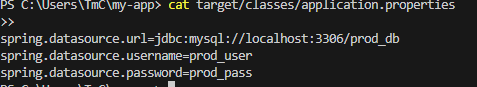 PS C:\Users\TmC\my-app> cat target/classes/application.properties
>>
spring.datasource.url=jdbc:mysql://localhost:3306/prod_db
spring.datasource.username=prod_user
spring.datasource.password=prod_pass
PS C:\Users\TmC\my-app>